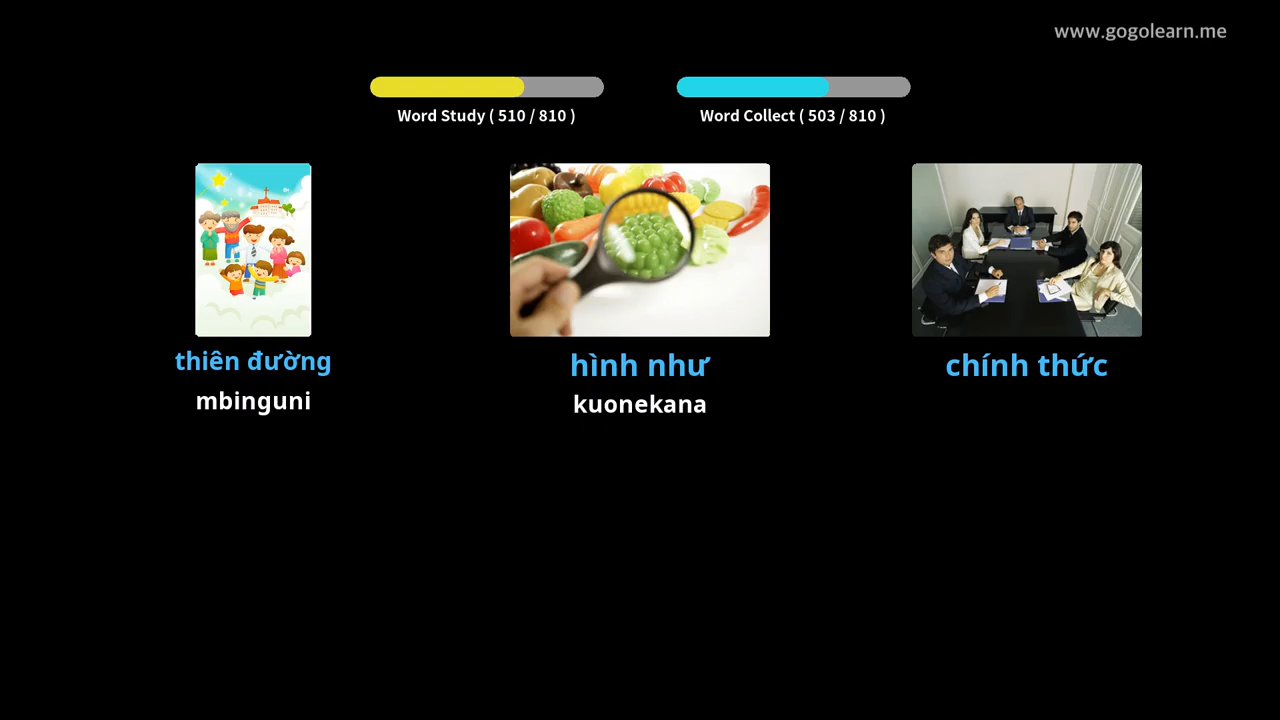 www.gogolearn.me
Word Study ( 510 / 810 )
Word Collect ( 503 / 810 )
thiên đường
mbinguni
hình như
kuonekana
chính thức